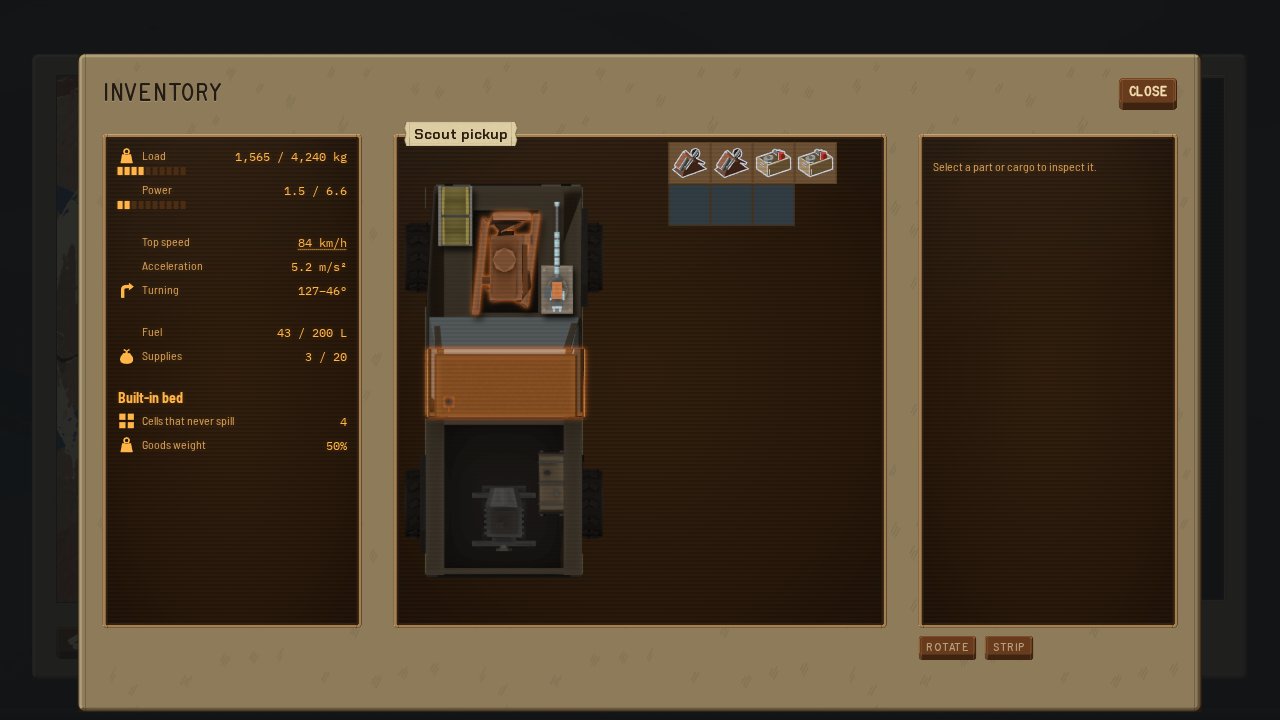 INVENTORY
CLOSE
Scout pickup
Load 1,565 / 4,240 kg
Power 1.5 / 6.6
Top speed 84 km/h
Acceleration 5.2 m/s²
Turning 127–46°
Fuel 43 / 200 L
Supplies 3 / 20
Built-in bed
Cells that never spill 4
Goods weight 50%
Select a part or cargo to inspect it.
ROTATE STRIP